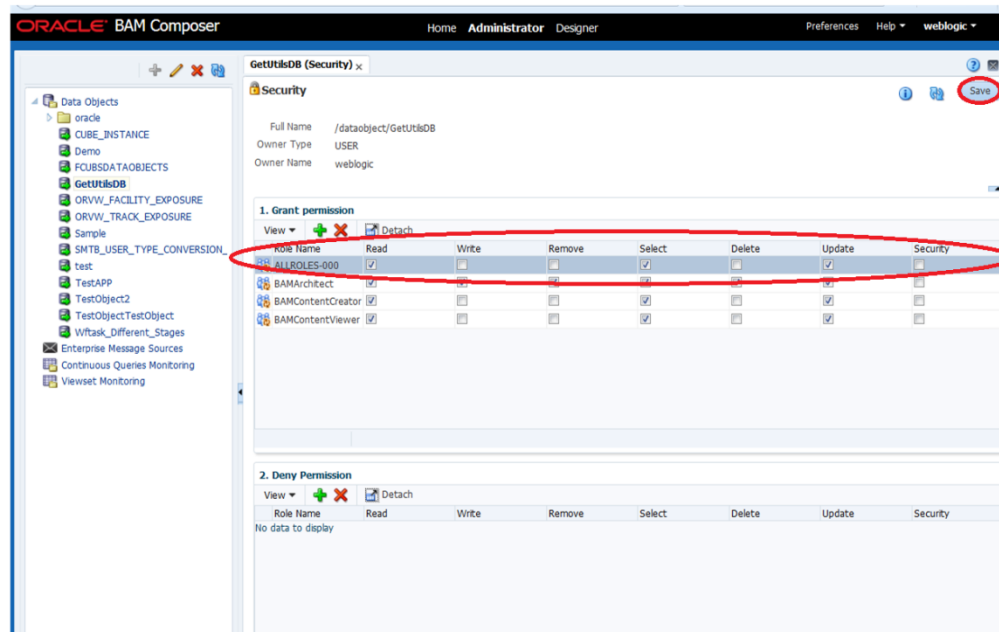 ORACLE BAM Composer Home Administrator Designer Preferences Help weblogic
GetUtilsDB (Security)
Security
Save
Full Name /dataobject/GetUtilsDB
Owner Type USER
Owner Name weblogic
Data Objects
oracle
CUBE_INSTANCE
Demo
FCUBSDATAOBJECTS
GetUtilsDB
ORVW_FACILITY_EXPOSURE
ORVW_TRACK_EXPOSURE
Sample
SMTB_USER_TYPE_CONVERSION_
test
TestAPP
TestObject2
TestObjectTestObject
Wftask_Different_Stages
Enterprise Message Sources
Continuous Queries Monitoring
Viewset Monitoring
1. Grant permission
View Detach
Role Name Read Write Remove Select Delete Update Security
ALLROLES-000
BAMArchitect
BAMContentCreator
BAMContentViewer
2. Deny Permission
View Detach
Role Name Read Write Remove Select Delete Update Security
No data to display